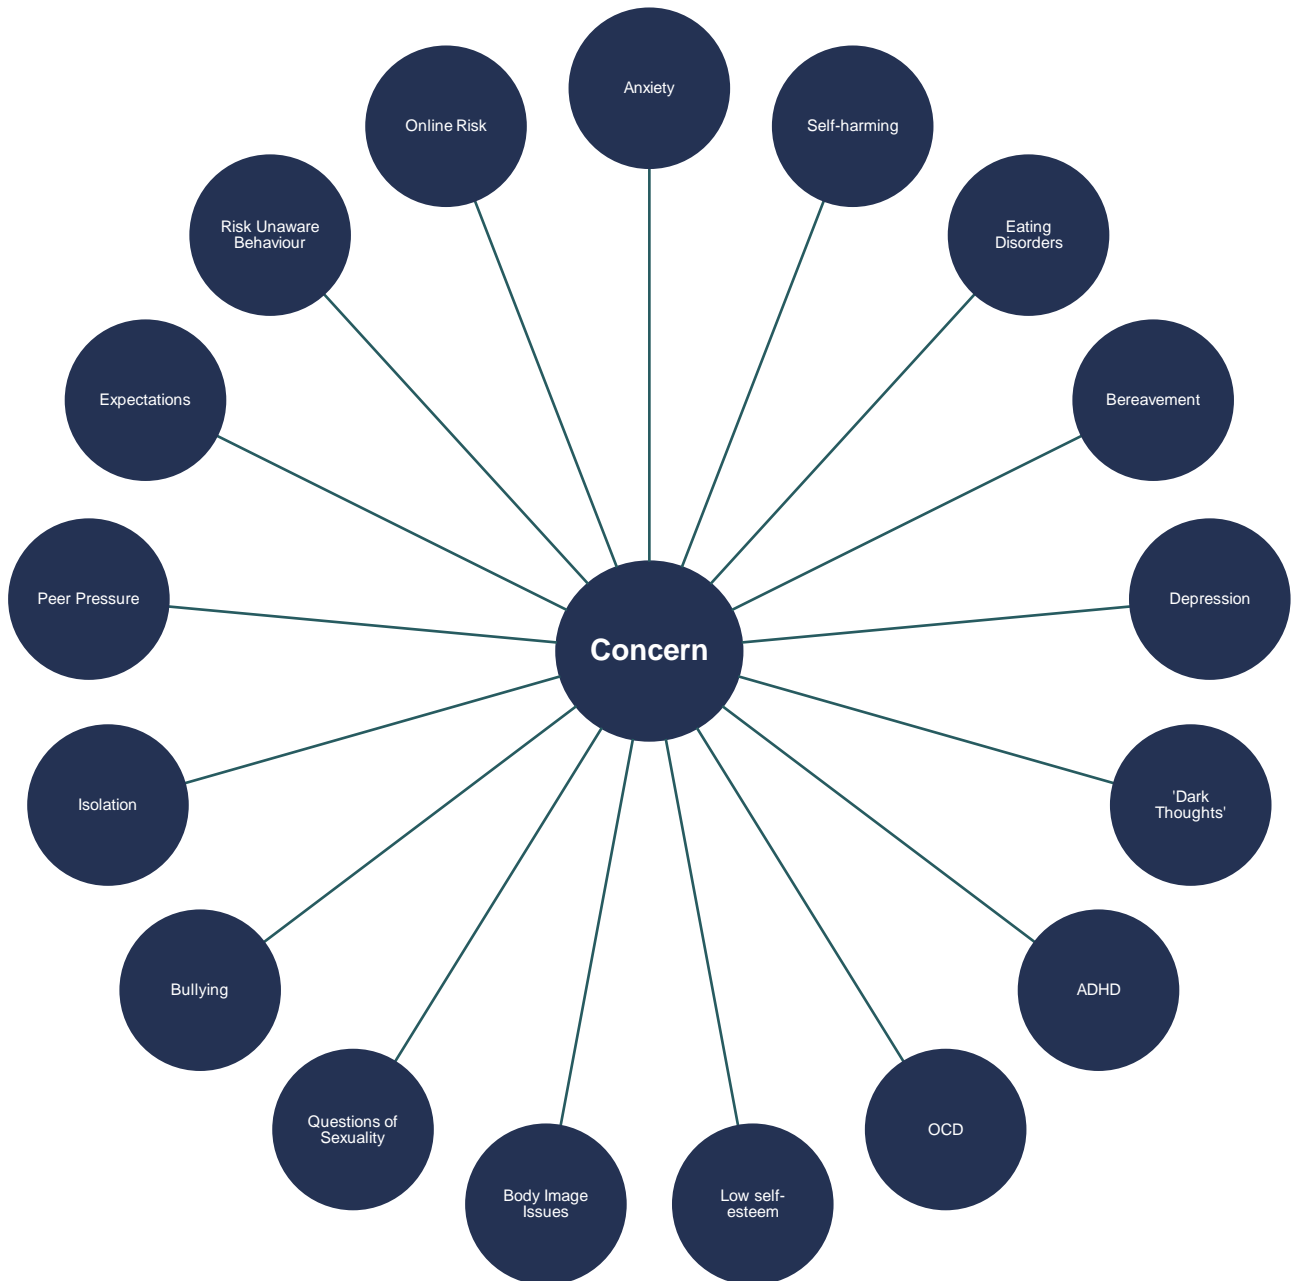 Anxiety
Self-harming
Eating
Disorders
Bereavement
Depression
'Dark
Thoughts'
ADHD
OCD
Low self-
esteem
Body Image
Issues
Questions of
Sexuality
Bullying
Isolation
Peer Pressure
Expectations
Risk Unaware
Behaviour
Online Risk
Concern